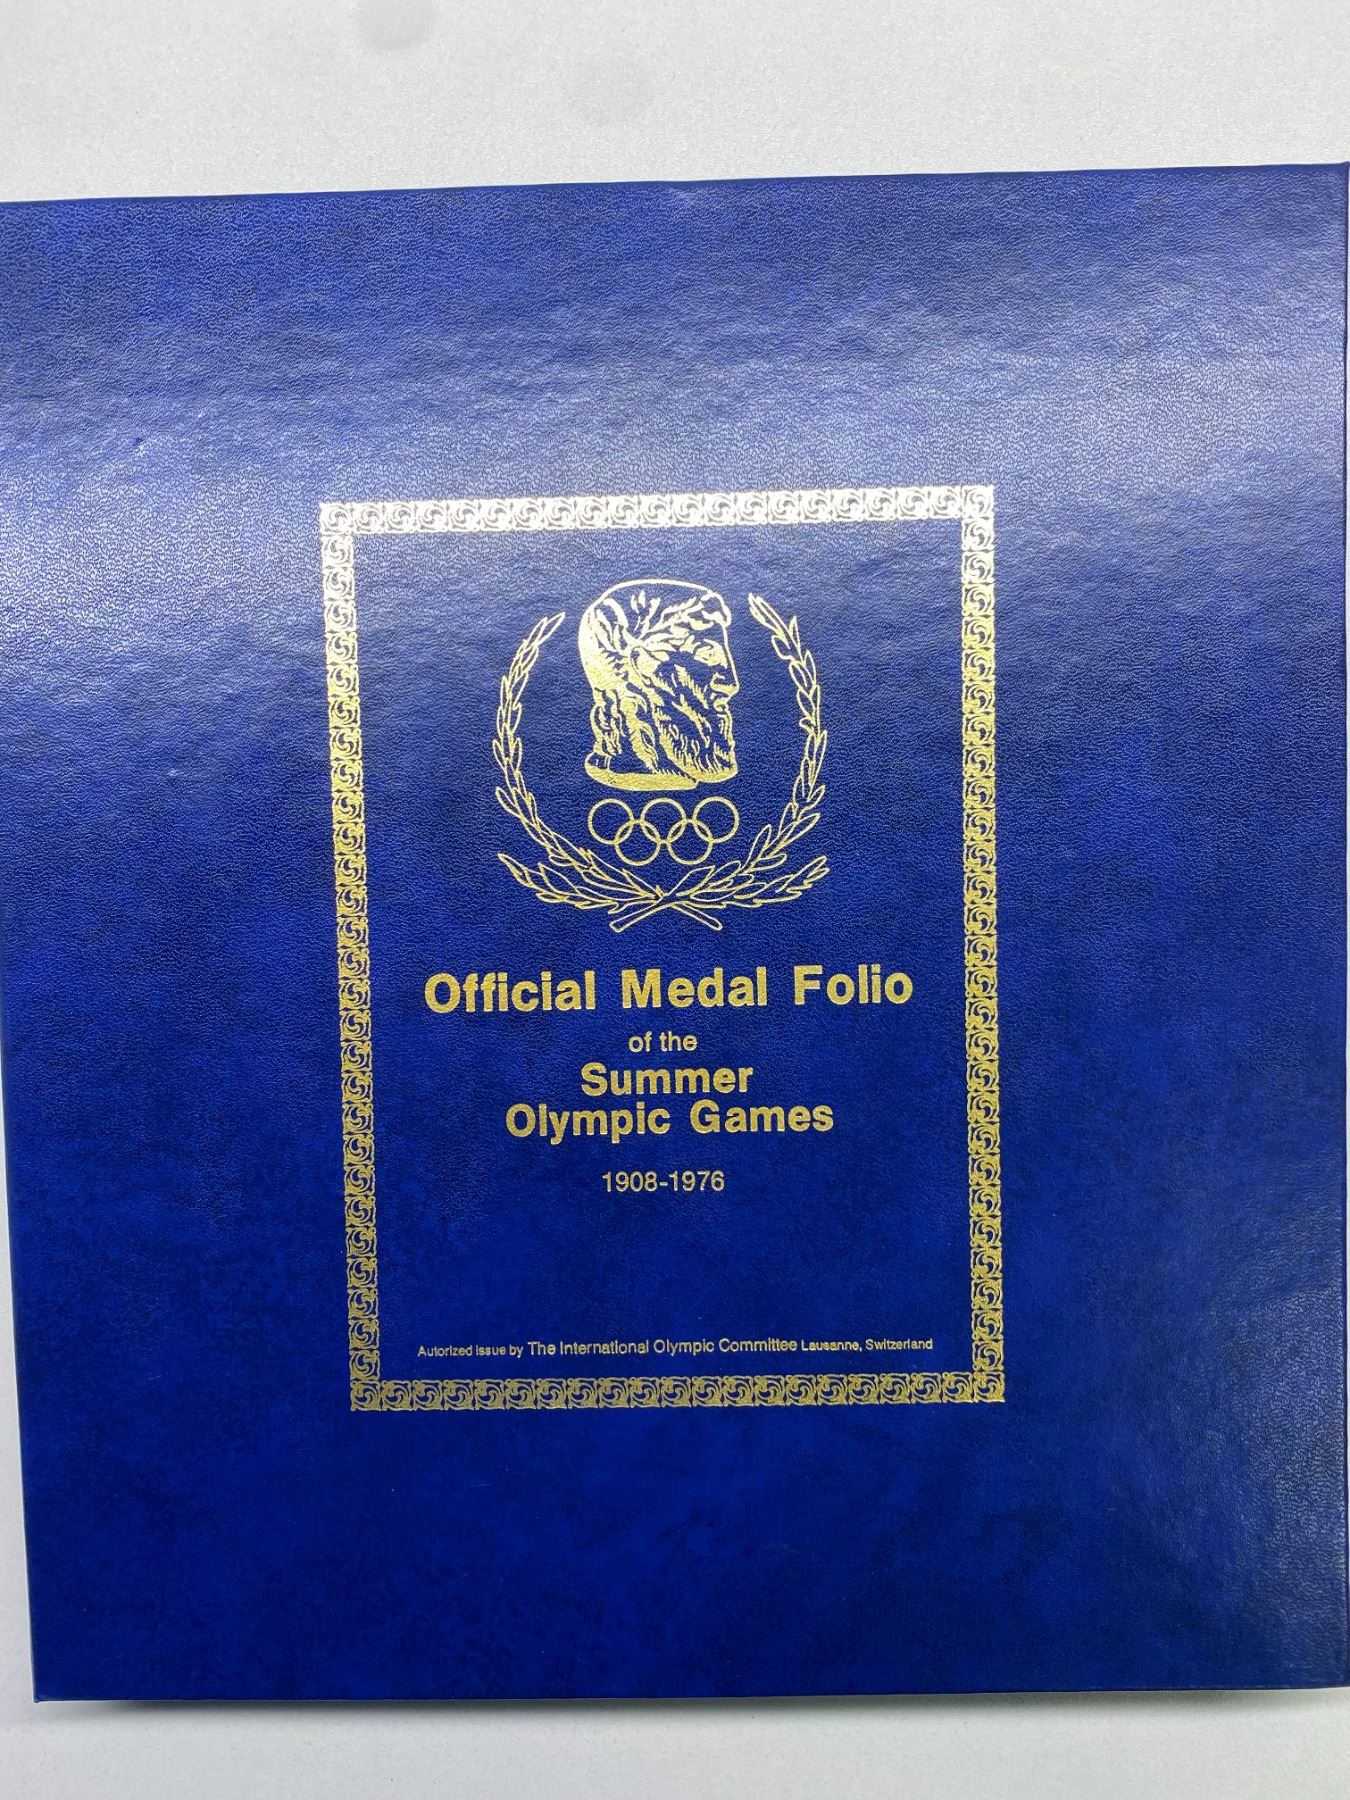 Official Medal Folio
of the
Summer
Olympic Games
1908-1976
Autorized issue by The International Olympic Committee Lausanne, Switzerland